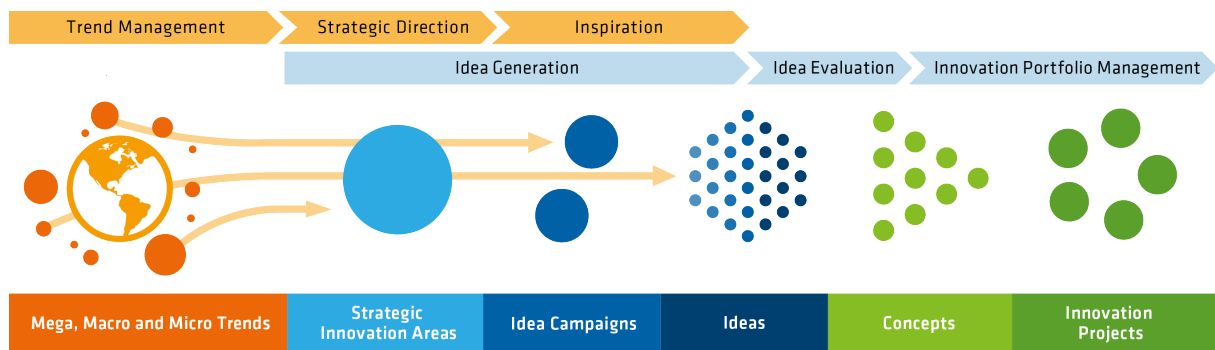 Trend Management
Strategic Direction
Inspiration
Idea Generation
Idea Evaluation
Innovation Portfolio Management
Mega, Macro and Micro Trends
Strategic
Innovation Areas
Idea Campaigns
Ideas
Concepts
Innovation
Projects